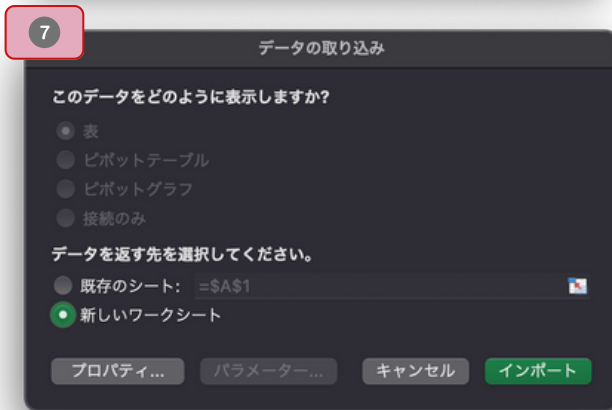 7
データの取り込み
このデータをどのように表示しますか?
表
ピボットテーブル
ピボットグラフ
接続のみ
データを返す先を選択してください。
既存のシート: =$A$1
新しいワークシート
プロパティ... パラメーター... キャンセル インポート